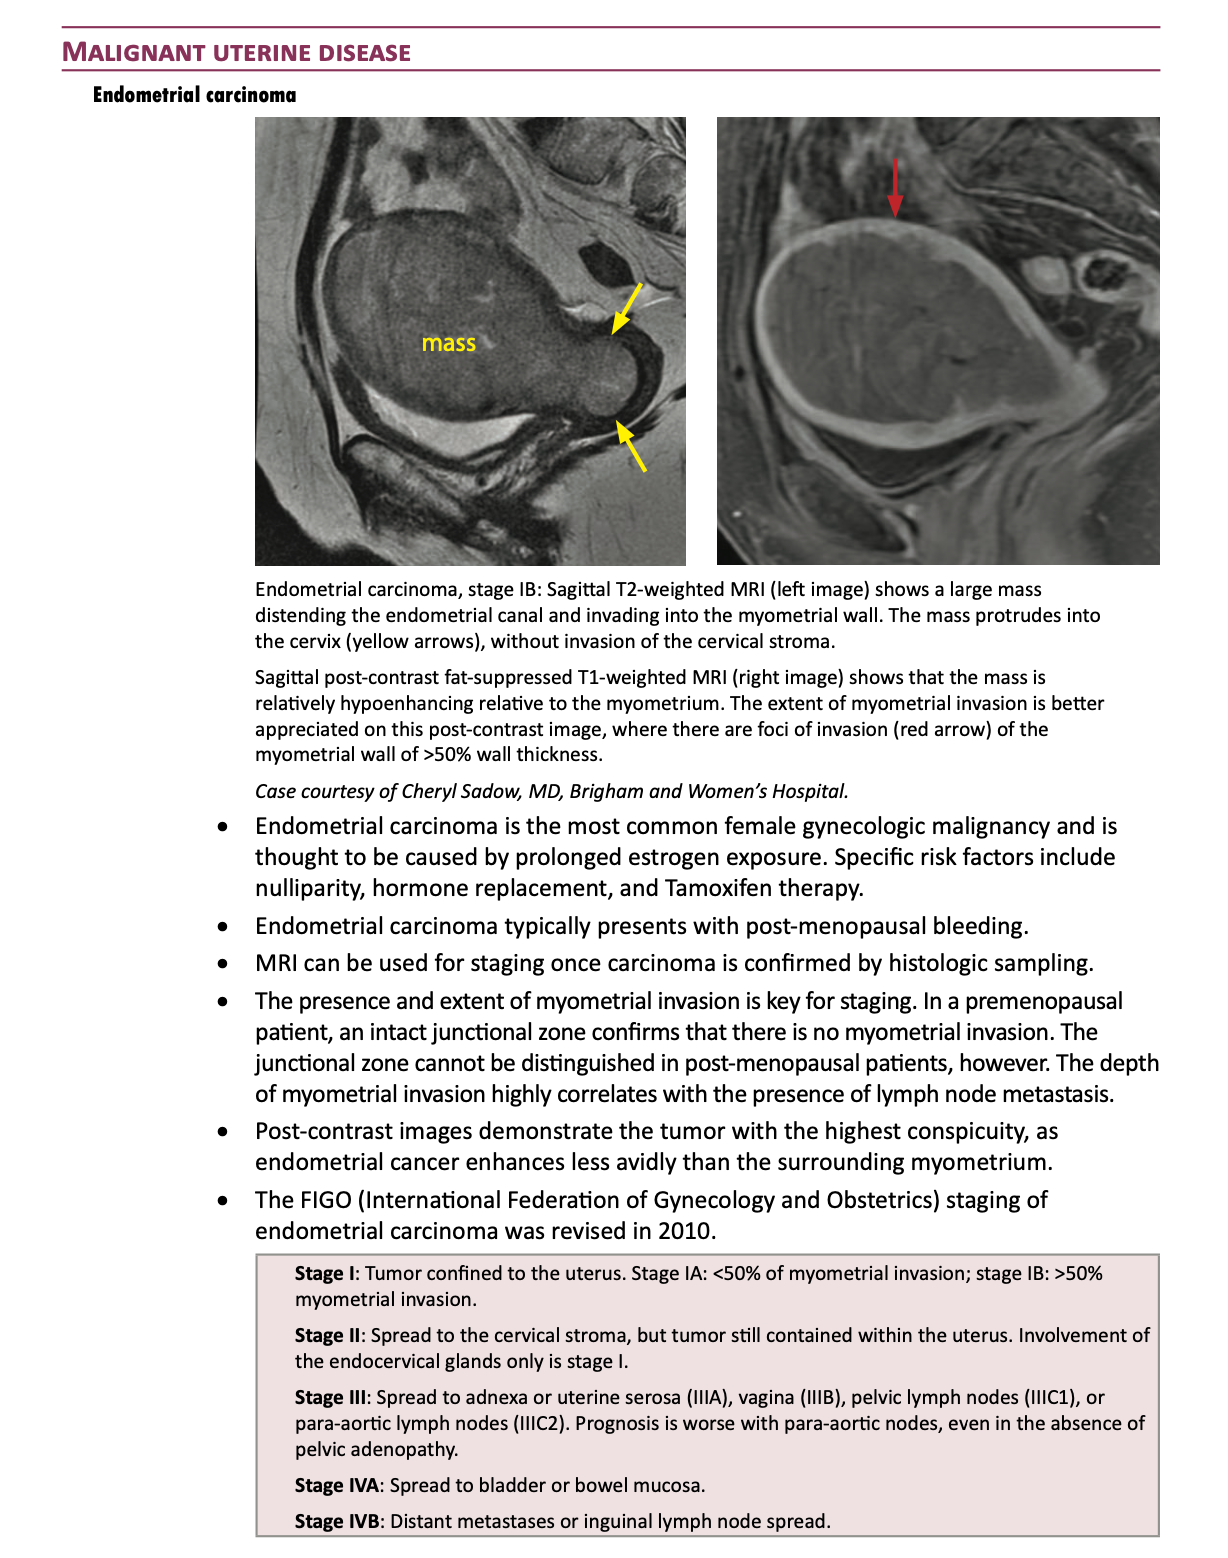 MALIGNANT UTERINE DISEASE
Endometrial carcinoma
mass
Endometrial carcinoma, stage IB: Sagittal T2-weighted MRI (left image) shows a large mass
distending the endometrial canal and invading into the myometrial wall. The mass protrudes into
the cervix (yellow arrows), without invasion of the cervical stroma.
Sagittal post-contrast fat-suppressed T1-weighted MRI (right image) shows that the mass is
relatively hypoenhancing relative to the myometrium. The extent of myometrial invasion is better
appreciated on this post-contrast image, where there are foci of invasion (red arrow) of the
myometrial wall of >50% wall thickness.
Case courtesy of Cheryl Sadow, MD, Brigham and Women's Hospital.
• Endometrial carcinoma is the most common female gynecologic malignancy and is
thought to be caused by prolonged estrogen exposure. Specific risk factors include
nulliparity, hormone replacement, and Tamoxifen therapy.
• Endometrial carcinoma typically presents with post-menopausal bleeding.
• MRI can be used for staging once carcinoma is confirmed by histologic sampling.
• The presence and extent of myometrial invasion is key for staging. In a premenopausal
patient, an intact junctional zone confirms that there is no myometrial invasion. The
junctional zone cannot be distinguished in post-menopausal patients, however. The depth
of myometrial invasion highly correlates with the presence of lymph node metastasis.
• Post-contrast images demonstrate the tumor with the highest conspicuity, as
endometrial cancer enhances less avidly than the surrounding myometrium.
• The FIGO (International Federation of Gynecology and Obstetrics) staging of
endometrial carcinoma was revised in 2010.
Stage I: Tumor confined to the uterus. Stage IA: <50% of myometrial invasion; stage IB: >50%
myometrial invasion.
Stage II: Spread to the cervical stroma, but tumor still contained within the uterus. Involvement of
the endocervical glands only is stage I.
Stage III: Spread to adnexa or uterine serosa (IIIA), vagina (IIIB), pelvic lymph nodes (IIIC1), or
para-aortic lymph nodes (IIIC2). Prognosis is worse with para-aortic nodes, even in the absence of
pelvic adenopathy.
Stage IVA: Spread to bladder or bowel mucosa.
Stage IVB: Distant metastases or inguinal lymph node spread.